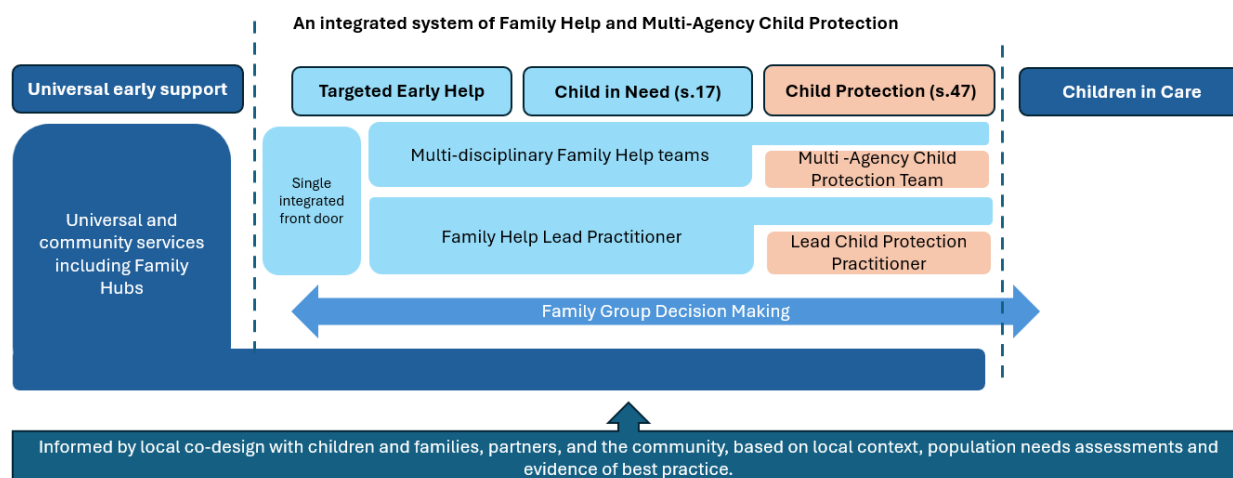 An integrated system of Family Help and Multi-Agency Child Protection
Universal early support
Targeted Early Help
Child in Need (s.17)
Child Protection (s.47)
Children in Care
Universal and
community services
including Family
Hubs
Single
integrated
front door
Multi-disciplinary Family Help teams
Multi -Agency Child
Protection Team
Family Help Lead Practitioner
Lead Child Protection
Practitioner
Family Group Decision Making
Informed by local co-design with children and families, partners, and the community, based on local context, population needs assessments and
evidence of best practice.